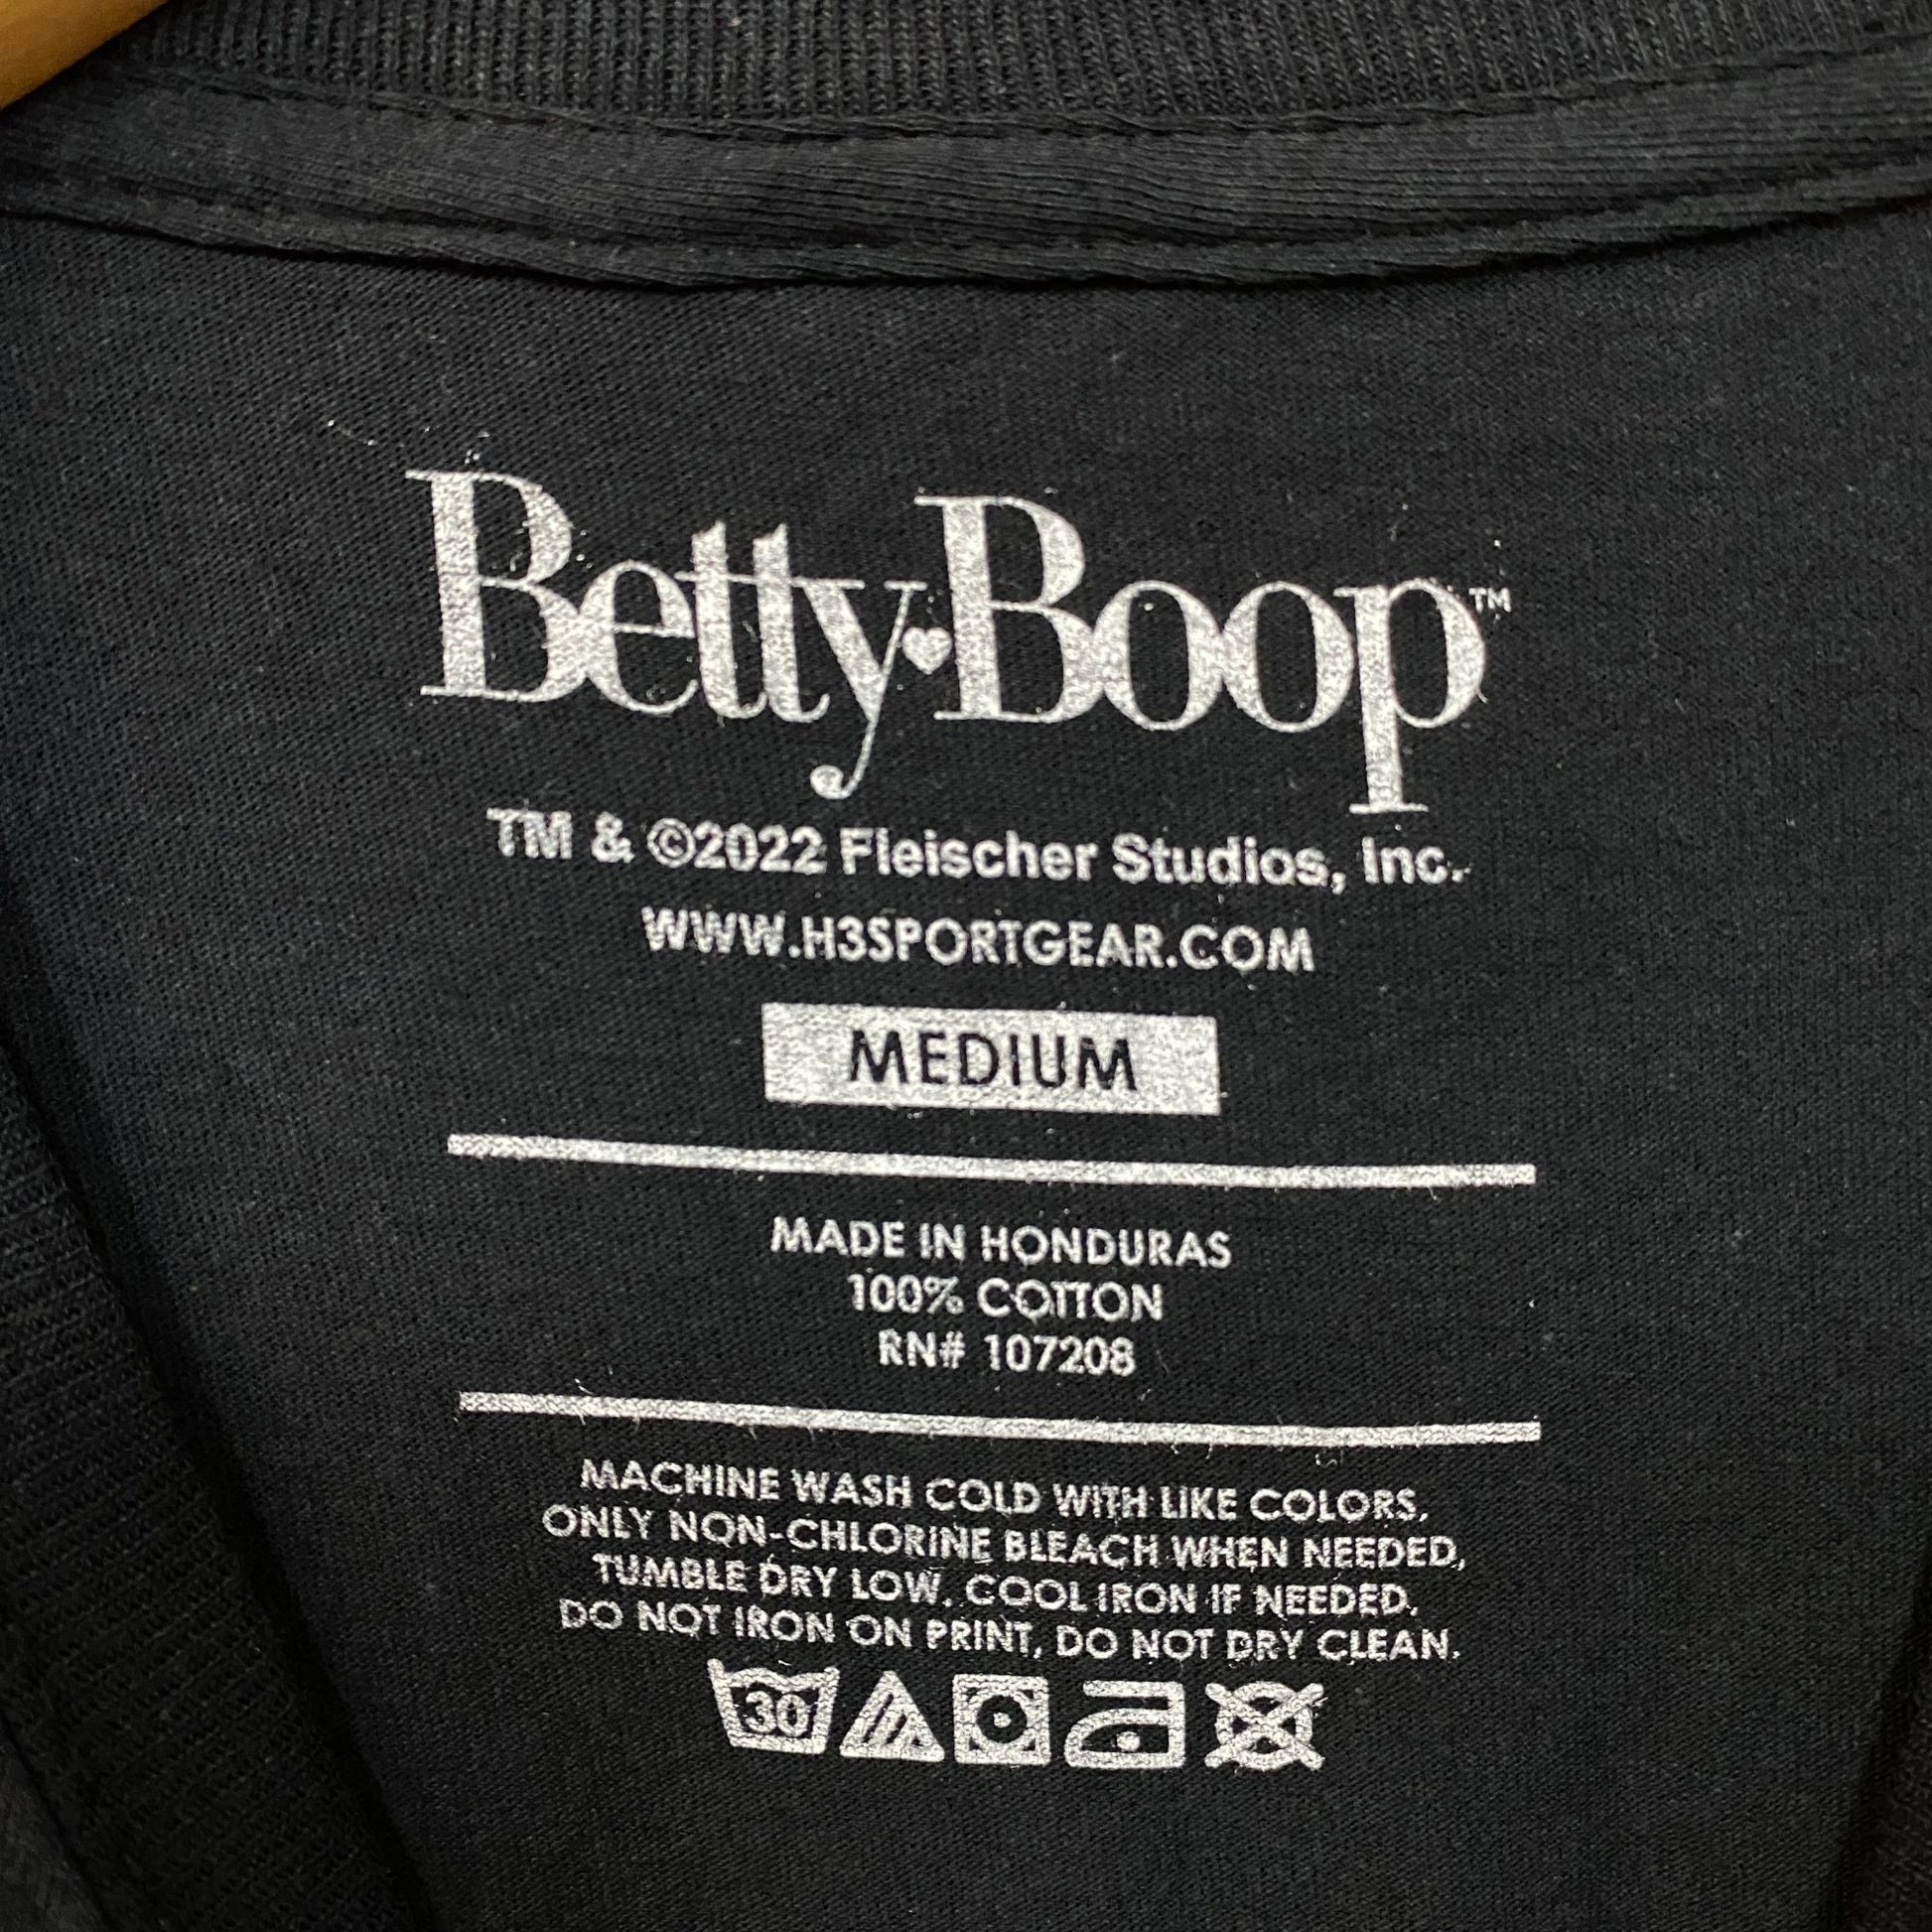 Betty♥Boop™
TM & ©2022 Fleischer Studios, Inc.
WWW.H3SPORTGEAR.COM
MEDIUM
MADE IN HONDURAS
100% COTTON
RN# 107208
MACHINE WASH COLD WITH LIKE COLORS.
ONLY NON-CHLORINE BLEACH WHEN NEEDED,
TUMBLE DRY LOW. COOL IRON IF NEEDED.
DO NOT IRON ON PRINT, DO NOT DRY CLEAN.
30